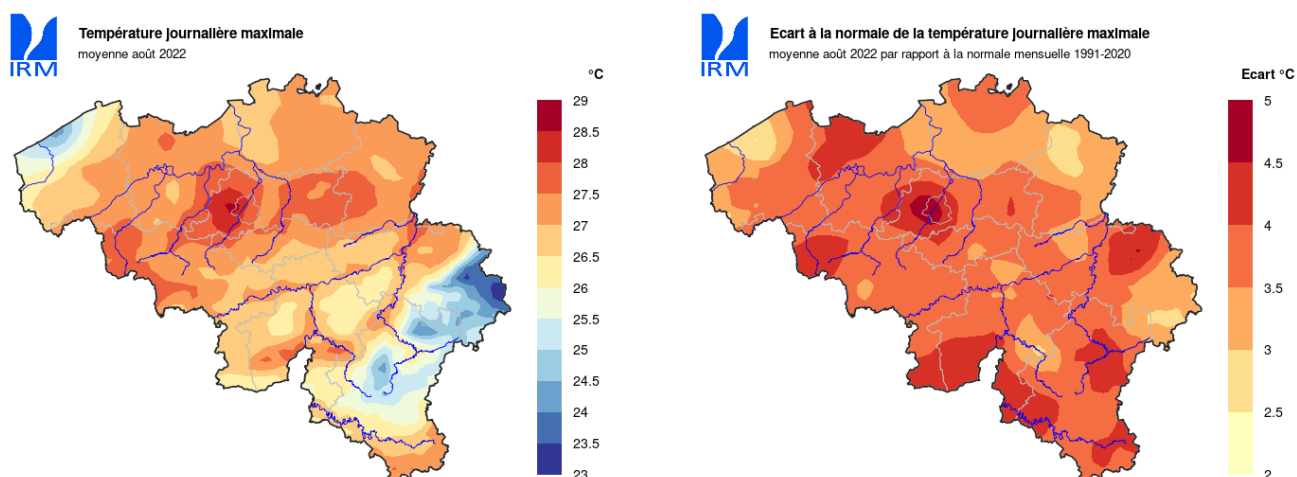 IRM
Température journalière maximale
moyenne août 2022
°C
29
28.5
28
27.5
27
26.5
26
25.5
25
24.5
24
23.5
23
IRM
Ecart à la normale de la température journalière maximale
moyenne août 2022 par rapport à la normale mensuelle 1991-2020
Ecart °C
5
4.5
4
3.5
3
2.5
2